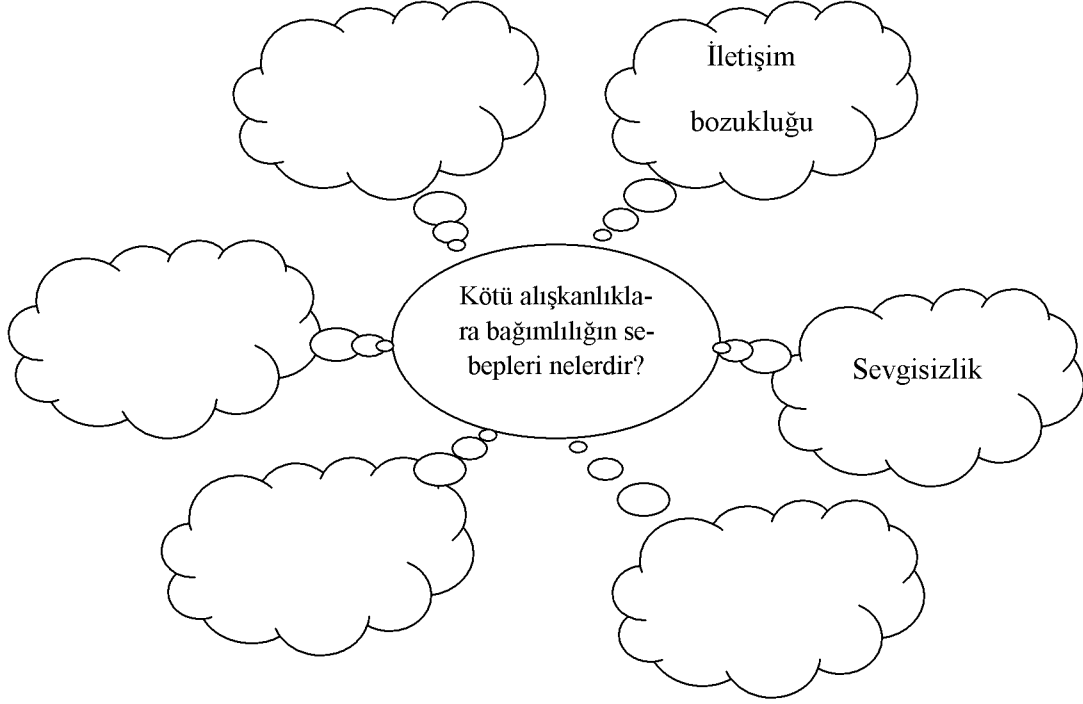 İletişim
bozukluğu
Kötü alışkanlıkla-
ra bağımlılığın se-
bepleri nelerdir?
Sevgisizlik